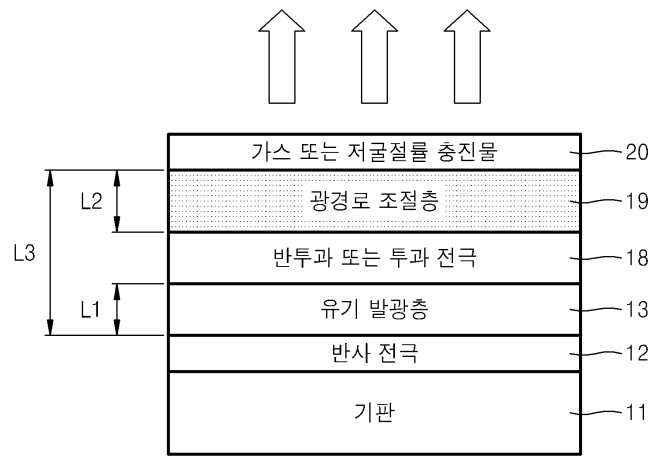 가스 또는 저굴절률 충진물 20
L2 광경로 조절층 19
L3
반투과 또는 투과 전극 18
L1 유기 발광층 13
반사 전극 12
기판 11